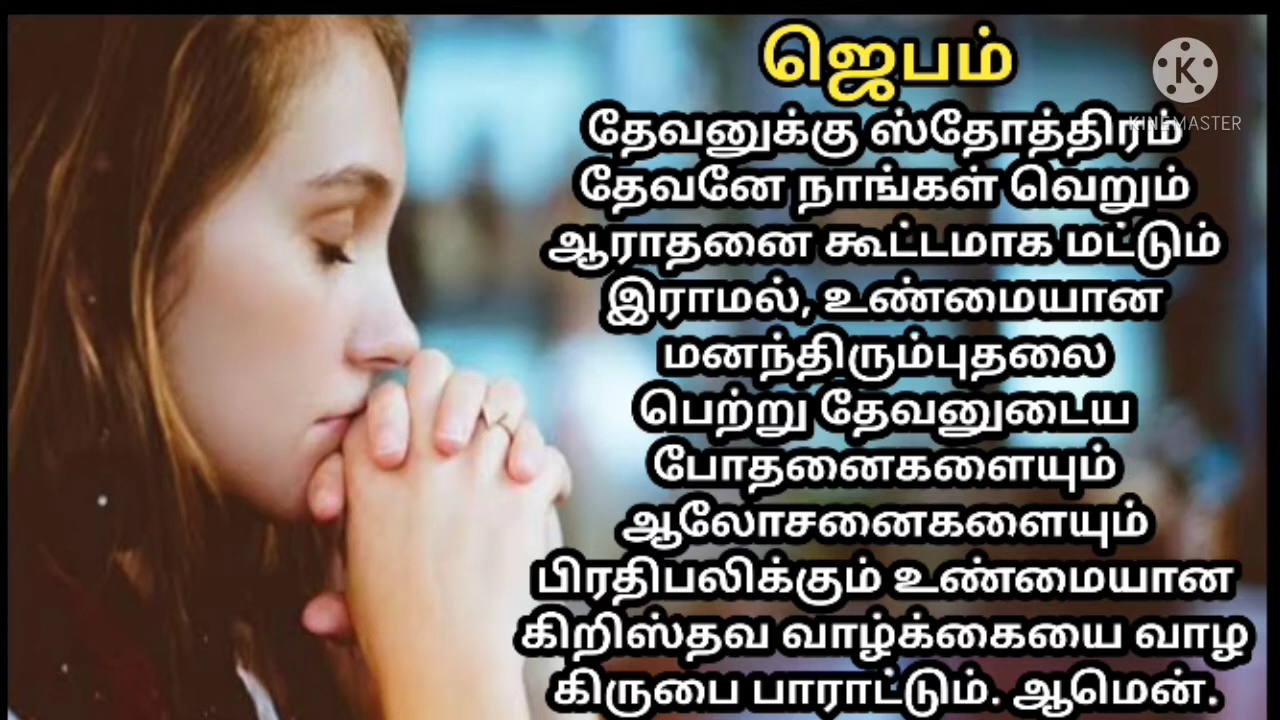 ஜெபம்
தேவனுக்கு ஸ்தோத்திரம்
தேவனே நாங்கள் வெறும்
ஆராதனை கூட்டமாக மட்டும்
இராமல், உண்மையான
மனந்திரும்புதலை
பெற்று தேவனுடைய
போதனைகளையும்
ஆலோசனைகளையும்
பிரதிபலிக்கும் உண்மையான
கிறிஸ்தவ வாழ்க்கையை வாழ
கிருபை பாராட்டும். ஆமென்.
K
KINEMASTER